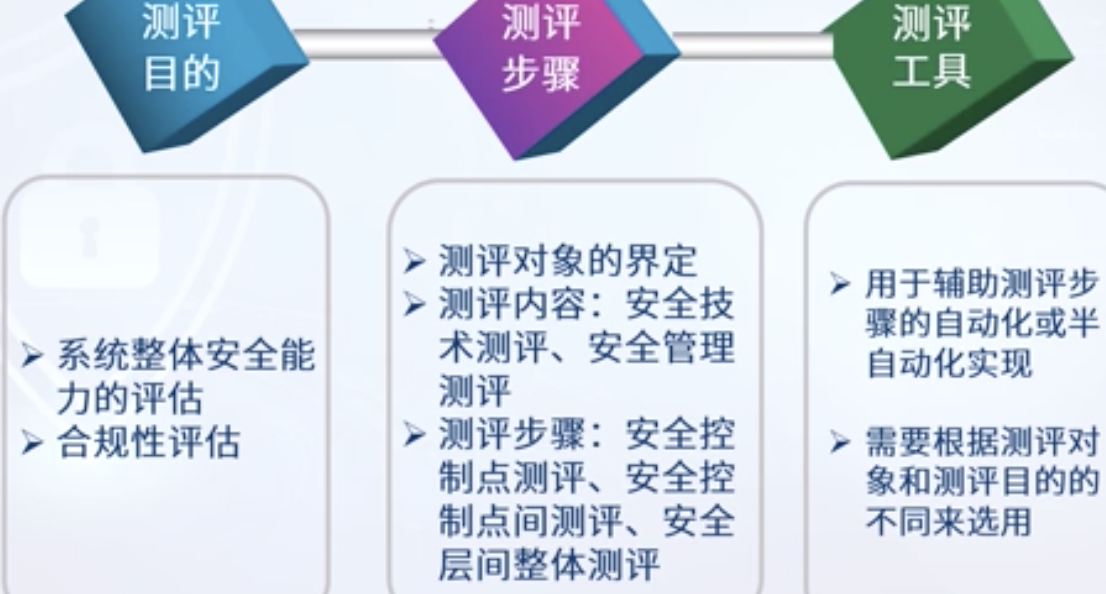 测评
目的
测评
步骤
测评
工具
系统整体安全能
力的评估
合规性评估
测评对象的界定
测评内容：安全技
术测评、安全管理
测评
测评步骤：安全控
制点测评、安全控
制点间测评、安全
层间整体测评
用于辅助测评步
骤的自动化或半
自动化实现
需要根据测评对
象和测评目的的
不同来选用